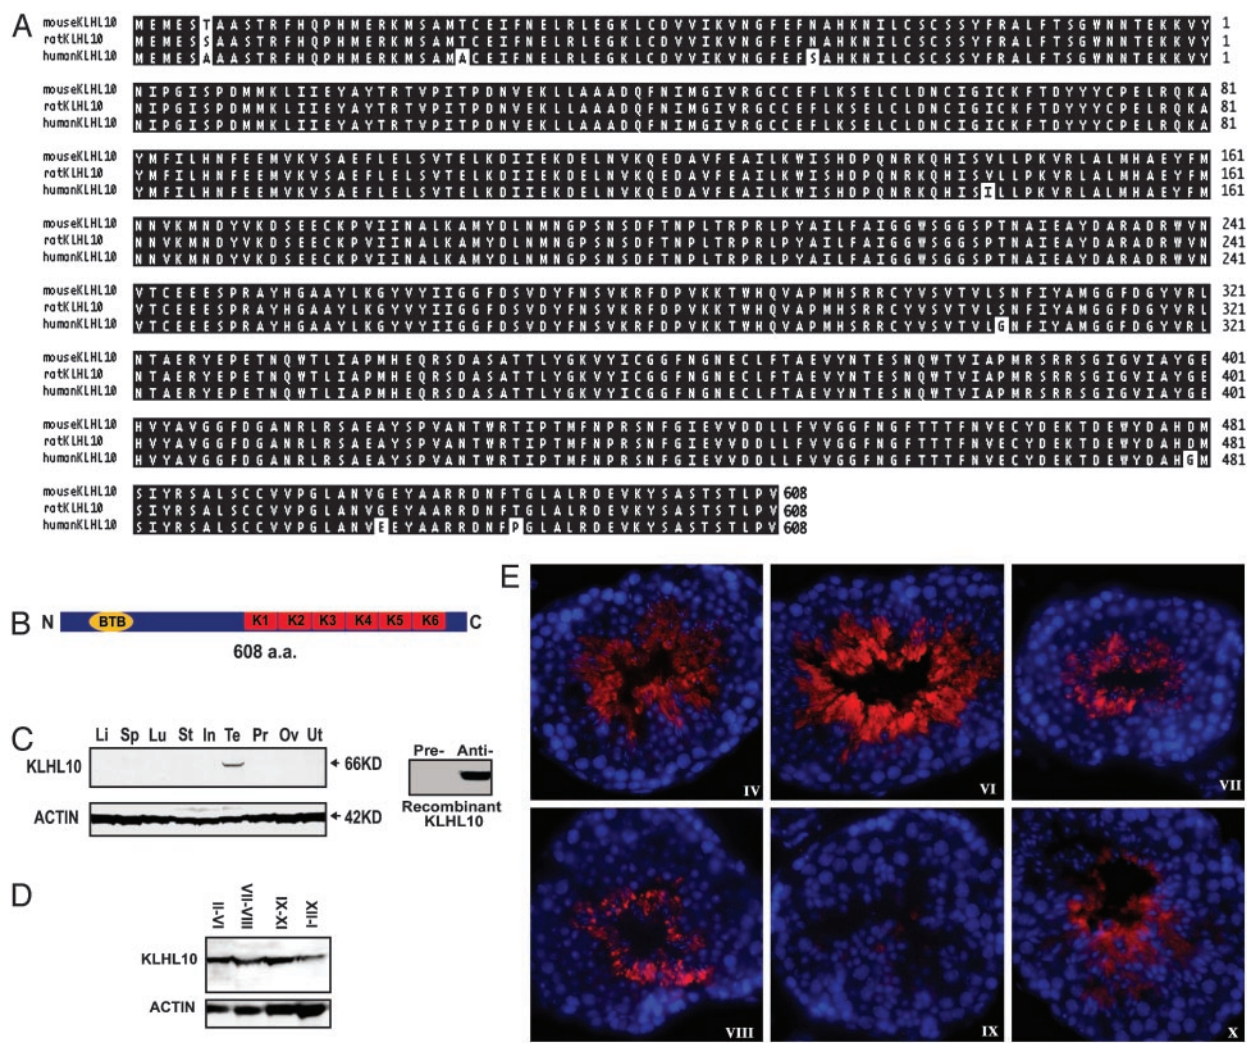 A
mouseKLHL10 MEMESTAASTRFHQPHMERKMSAMTCEIFNELRLEGKLCDVVIKVNGFEFNAHKNILCSCSSYFRALFTSGWNNTEKKVY 1
ratKLHL10 MEMESSAASTRFHQPHMERKMSAMTCEIFNELRLEGKLCDVVIKVNGFEFNAHKNILCSCSSYFRALFTSGWNNTEKKVY 1
humanKLHL10 MEMESAAASTRFHQPHMERKMSAMACEIFNELRLEGKLCDVVIKVNGFEFSAHKNILCSCSSYFRALFTSGWNNTEKKVY 1
mouseKLHL10 NIPGISPDMMKLIIEYAYTRTVPITPDNVEKLLAAADQFNIMGIVRGCCEFLKSELCLDNCIGICKFTDYYYCPELRQKA 81
ratKLHL10 NIPGISPDMMKLIIEYAYTRTVPITPDNVEKLLAAADQFNIMGIVRGCCEFLKSELCLDNCIGICKFTDYYYCPELRQKA 81
humanKLHL10 NIPGISPDMMKLIIEYAYTRTVPITPDNVEKLLAAADQFNIMGIVRGCCEFLKSELCLDNCIGICKFTDYYYCPELRQKA 81
mouseKLHL10 YMFILHNFEEMVKVSAEFLELSVTELKDIIEKDELNVKQEDAVFEAILKWISHDPQNRKQHISVLLPKVRLALMHAEYFM 161
ratKLHL10 YMFILHNFEEMVKVSAEFLELSVTELKDIIEKDELNVKQEDAVFEAILKWISHDPQNRKQHISVLLPKVRLALMHAEYFM 161
humanKLHL10 YMFILHNFEEMVKVSAEFLELSVTELKDIIEKDELNVKQEDAVFEAILKWISHDPQNRKQHISILLPKVRLALMHAEYFM 161
mouseKLHL10 NNVKMNDYVKDSEECKPVIINALKAMYDLNMNGPSNSDFTNPLTRPRLPYAILFAIGGWSGGSPTNAIEAYDARADRWVN 241
ratKLHL10 NNVKMNDYVKDSEECKPVIINALKAMYDLNMNGPSNSDFTNPLTRPRLPYAILFAIGGWSGGSPTNAIEAYDARADRWVN 241
humanKLHL10 NNVKMNDYVKDSEECKPVIINALKAMYDLNMNGPSNSDFTNPLTRPRLPYAILFAIGGWSGGSPTNAIEAYDARADRWVN 241
mouseKLHL10 VTCEEESPRAYHGAAYLKGYVYIIGGFDSVDYFNSVKRFDPVKKTWHQVAPMHSRRCYVSVTVLSNFIYAMGGFDGYVRL 321
ratKLHL10 VTCEEESPRAYHGAAYLKGYVYIIGGFDSVDYFNSVKRFDPVKKTWHQVAPMHSRRCYVSVTVLSNFIYAMGGFDGYVRL 321
humanKLHL10 VTCEEESPRAYHGAAYLKGYVYIIGGFDSVDYFNSVKRFDPVKKTWHQVAPMHSRRCYVSVTVLGNFIYAMGGFDGYVRL 321
mouseKLHL10 NTAERYEPETNQWTLIAPMHEQRSDASATTLYGKVYICGGFNGNECLFTAEVYNTESNQWTVIAPMRSRRSGIGVIAYGE 401
ratKLHL10 NTAERYEPETNQWTLIAPMHEQRSDASATTLYGKVYICGGFNGNECLFTAEVYNTESNQWTVIAPMRSRRSGIGVIAYGE 401
humanKLHL10 NTAERYEPETNQWTLIAPMHEQRSDASATTLYGKVYICGGFNGNECLFTAEVYNTESNQWTVIAPMRSRRSGIGVIAYGE 401
mouseKLHL10 HVYAVGGFDGANRLRSAEAYSPVANTWRTIPTMFNPRSNFGIEVVDDLLFVVGGFNGFTTTFNVECYDEKTDEWYDAHDM 481
ratKLHL10 HVYAVGGFDGANRLRSAEAYSPVANTWRTIPTMFNPRSNFGIEVVDDLLFVVGGFNGFTTTFNVECYDEKTDEWYDAHDM 481
humanKLHL10 HVYAVGGFDGANRLRSAEAYSPVANTWRTIPTMFNPRSNFGIEVVDDLLFVVGGFNGFTTTFNVECYDEKTDEWYDAHGM 481
mouseKLHL10 SIYRSALSCCVVPGLANVGEYAARRDNFTGLALRDEVKYSASTSTLPV 608
ratKLHL10 SIYRSALSCCVVPGLANVGEYAARRDNFTGLALRDEVKYSASTSTLPV 608
humanKLHL10 SIYRSALSCCVVPGLANVEEYAARRDNFPGLALRDEVKYSASTSTLPV 608
B
N BTB K1 K2 K3 K4 K5 K6 C
608 a.a.
C
Li Sp Lu St In Te Pr Ov Ut
KLHL10 66KD
ACTIN 42KD
Pre- Anti-
Recombinant
KLHL10
D
II-VI VII-VIII IX-XI XII-I
KLHL10
ACTIN
E
IV
VI
VII
VIII
IX
X